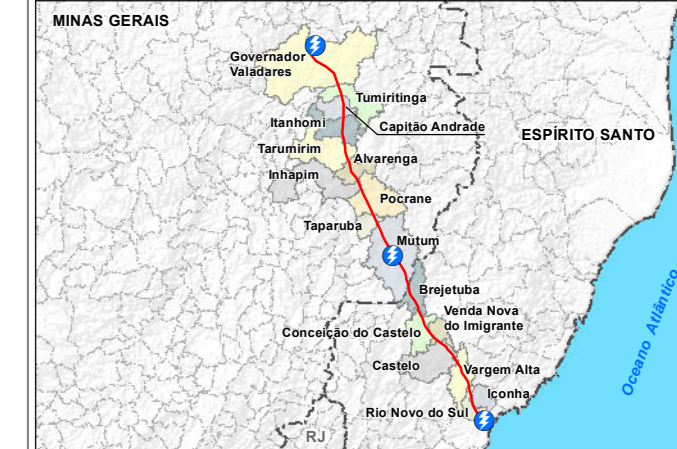 MINAS GERAIS
Governador
Valadares
Tumiritinga
Itanhomi
Capitão Andrade
ESPÍRITO SANTO
Tarumirim
Alvarenga
Inhapim
Pocrane
Taparuba
Mutum
Brejetuba
Venda Nova
do Imigrante
Conceição do Castelo
Castelo
Vargem Alta
Iconha
Rio Novo do Sul
RJ
Oceano Atlântico